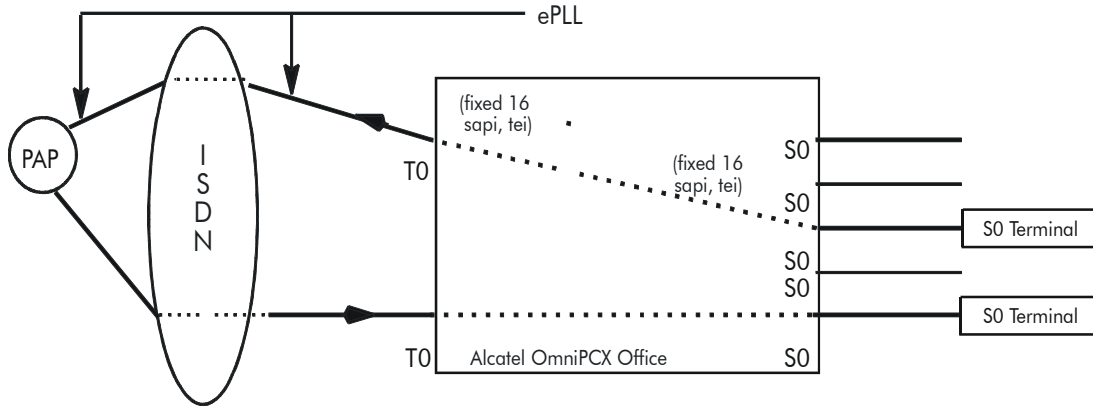 ePLL
(fixed 16
sapi, tei)
S0
PAP
T0
(fixed 16
sapi, tei)
I
S
D
N
S0
S0 Terminal
S0
S0
S0 Terminal
T0
Alcatel OmniPCX Office
S0